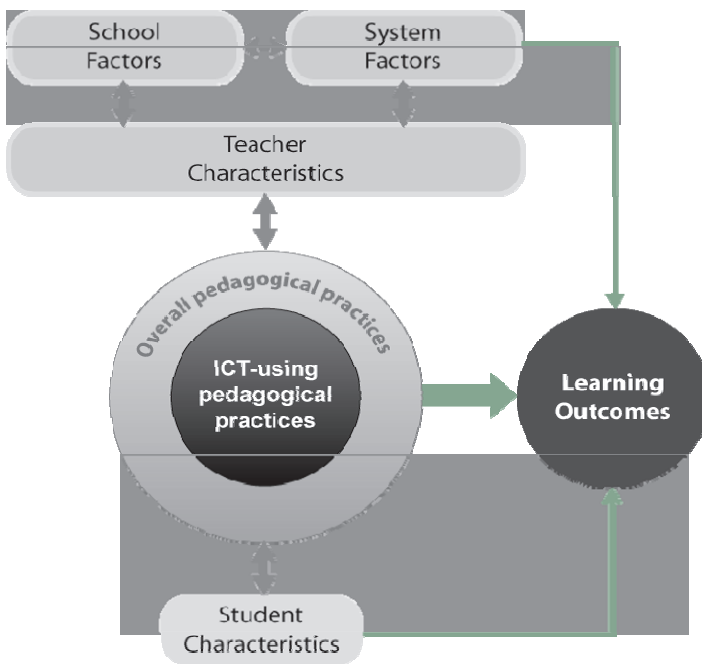 School
Factors
System
Factors
Teacher
Characteristics
Overall pedagogical practices
ICT-using
pedagogical
practices
Learning
Outcomes
Student
Characteristics